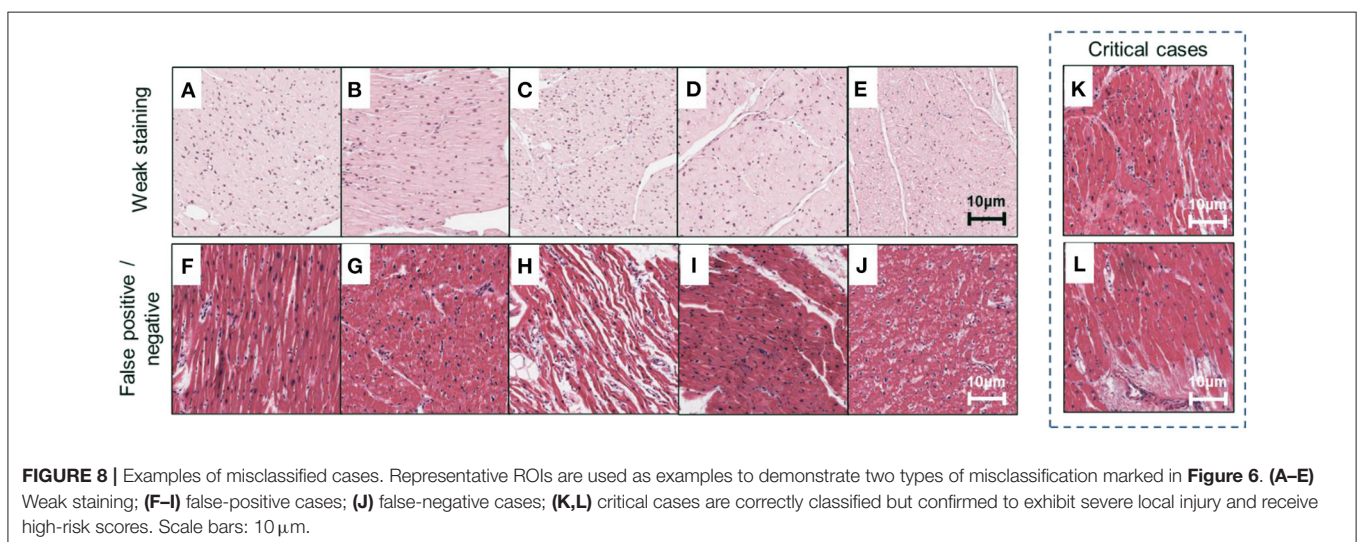 Critical cases
Weak staining
A
B
C
D
E
10µm
K
10µm
False positive /
negative
F
G
H
I
J
10µm
L
10µm
FIGURE 8 | Examples of misclassified cases. Representative ROIs are used as examples to demonstrate two types of misclassification marked in Figure 6. (A–E)
Weak staining; (F–I) false-positive cases; (J) false-negative cases; (K,L) critical cases are correctly classified but confirmed to exhibit severe local injury and receive
high-risk scores. Scale bars: 10 µm.